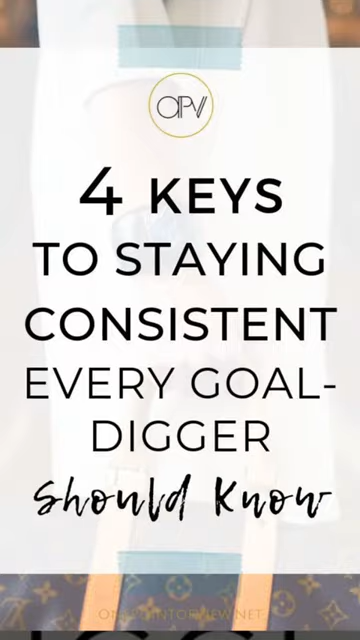 OPV
4 KEYS
TO STAYING
CONSISTENT
EVERY GOAL-
DIGGER
Should Know